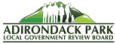 ADIRONDACK PARK
LOCAL GOVERNMENT REVIEW BOARD